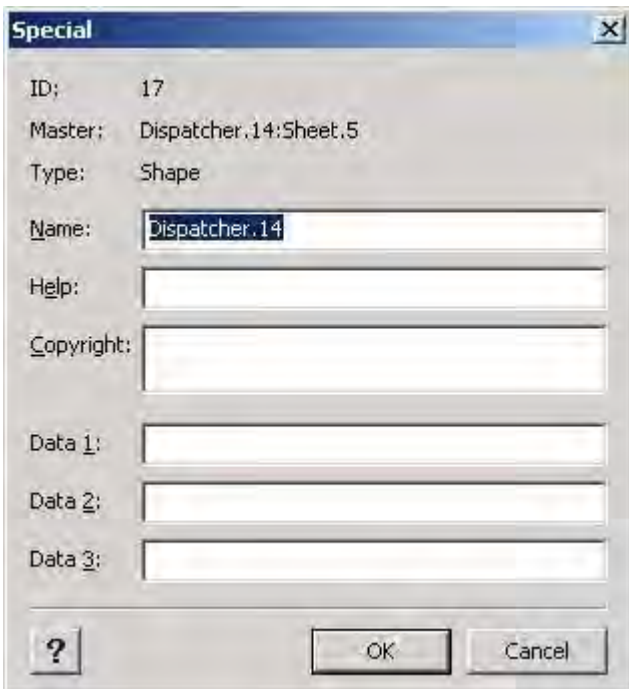 Special
ID: 17
Master: Dispatcher.14:Sheet.5
Type: Shape
Name: Dispatcher.14
Help:
Copyright:
Data 1:
Data 2:
Data 3:
? OK Cancel